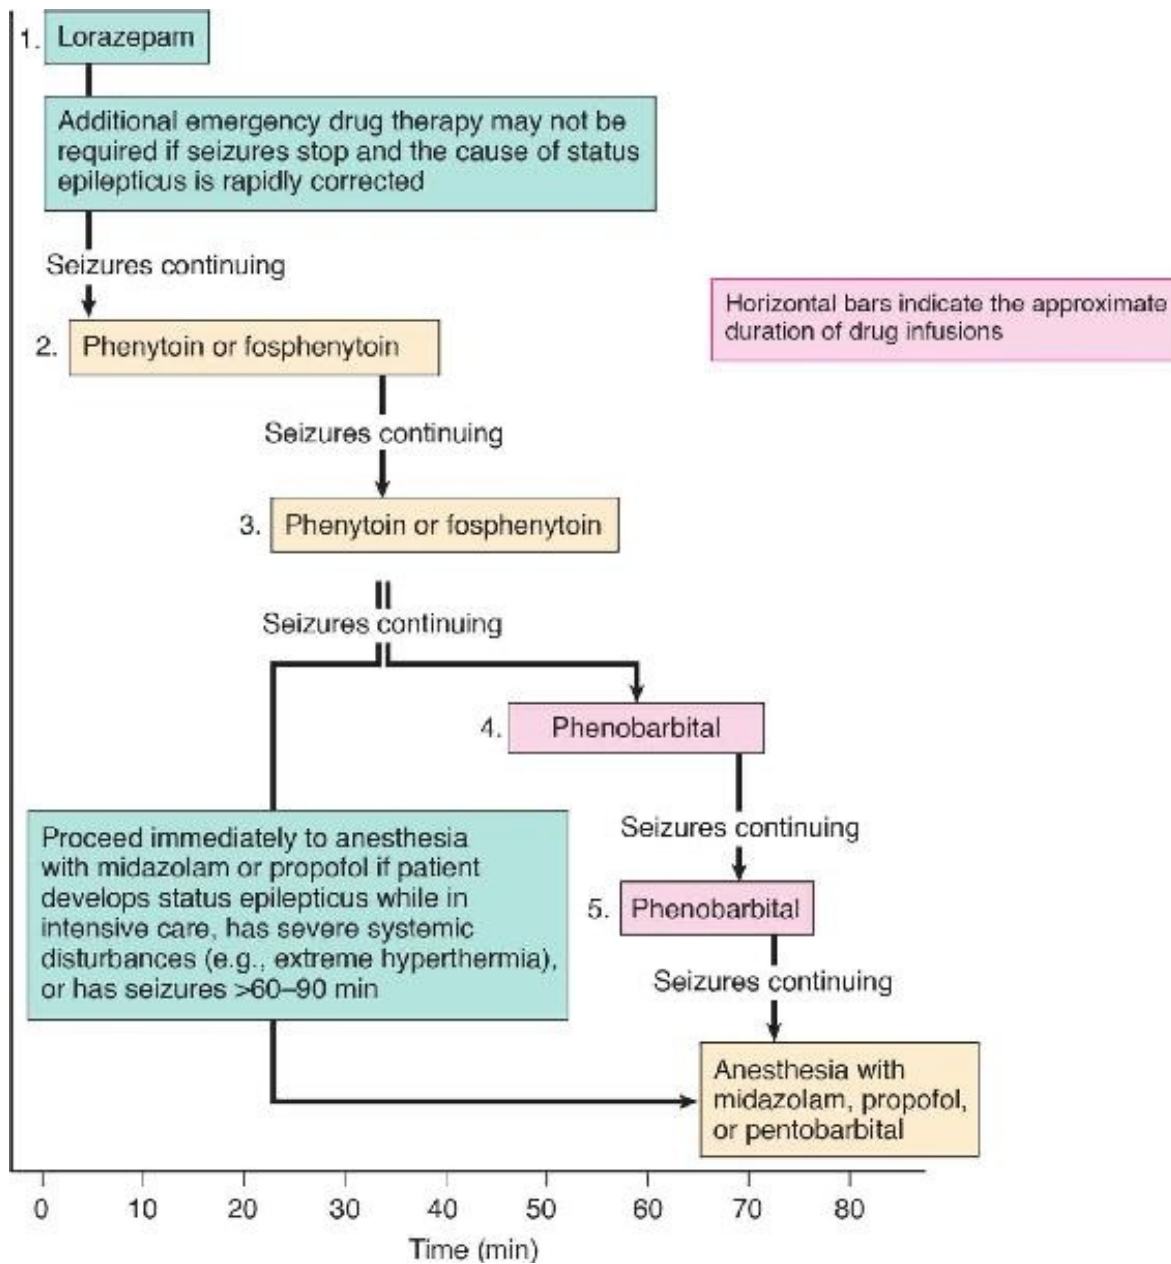 1. Lorazepam
Additional emergency drug therapy may not be
required if seizures stop and the cause of status
epilepticus is rapidly corrected
Seizures continuing
Horizontal bars indicate the approximate
duration of drug infusions
2. Phenytoin or fosphenytoin
Seizures continuing
3. Phenytoin or fosphenytoin
Seizures continuing
4. Phenobarbital
Seizures continuing
Proceed immediately to anesthesia
with midazolam or propofol if patient
develops status epilepticus while in
intensive care, has severe systemic
disturbances (e.g., extreme hyperthermia),
or has seizures >60–90 min
5. Phenobarbital
Seizures continuing
Anesthesia with
midazolam, propofol,
or pentobarbital
0 10 20 30 40 50 60 70 80
Time (min)